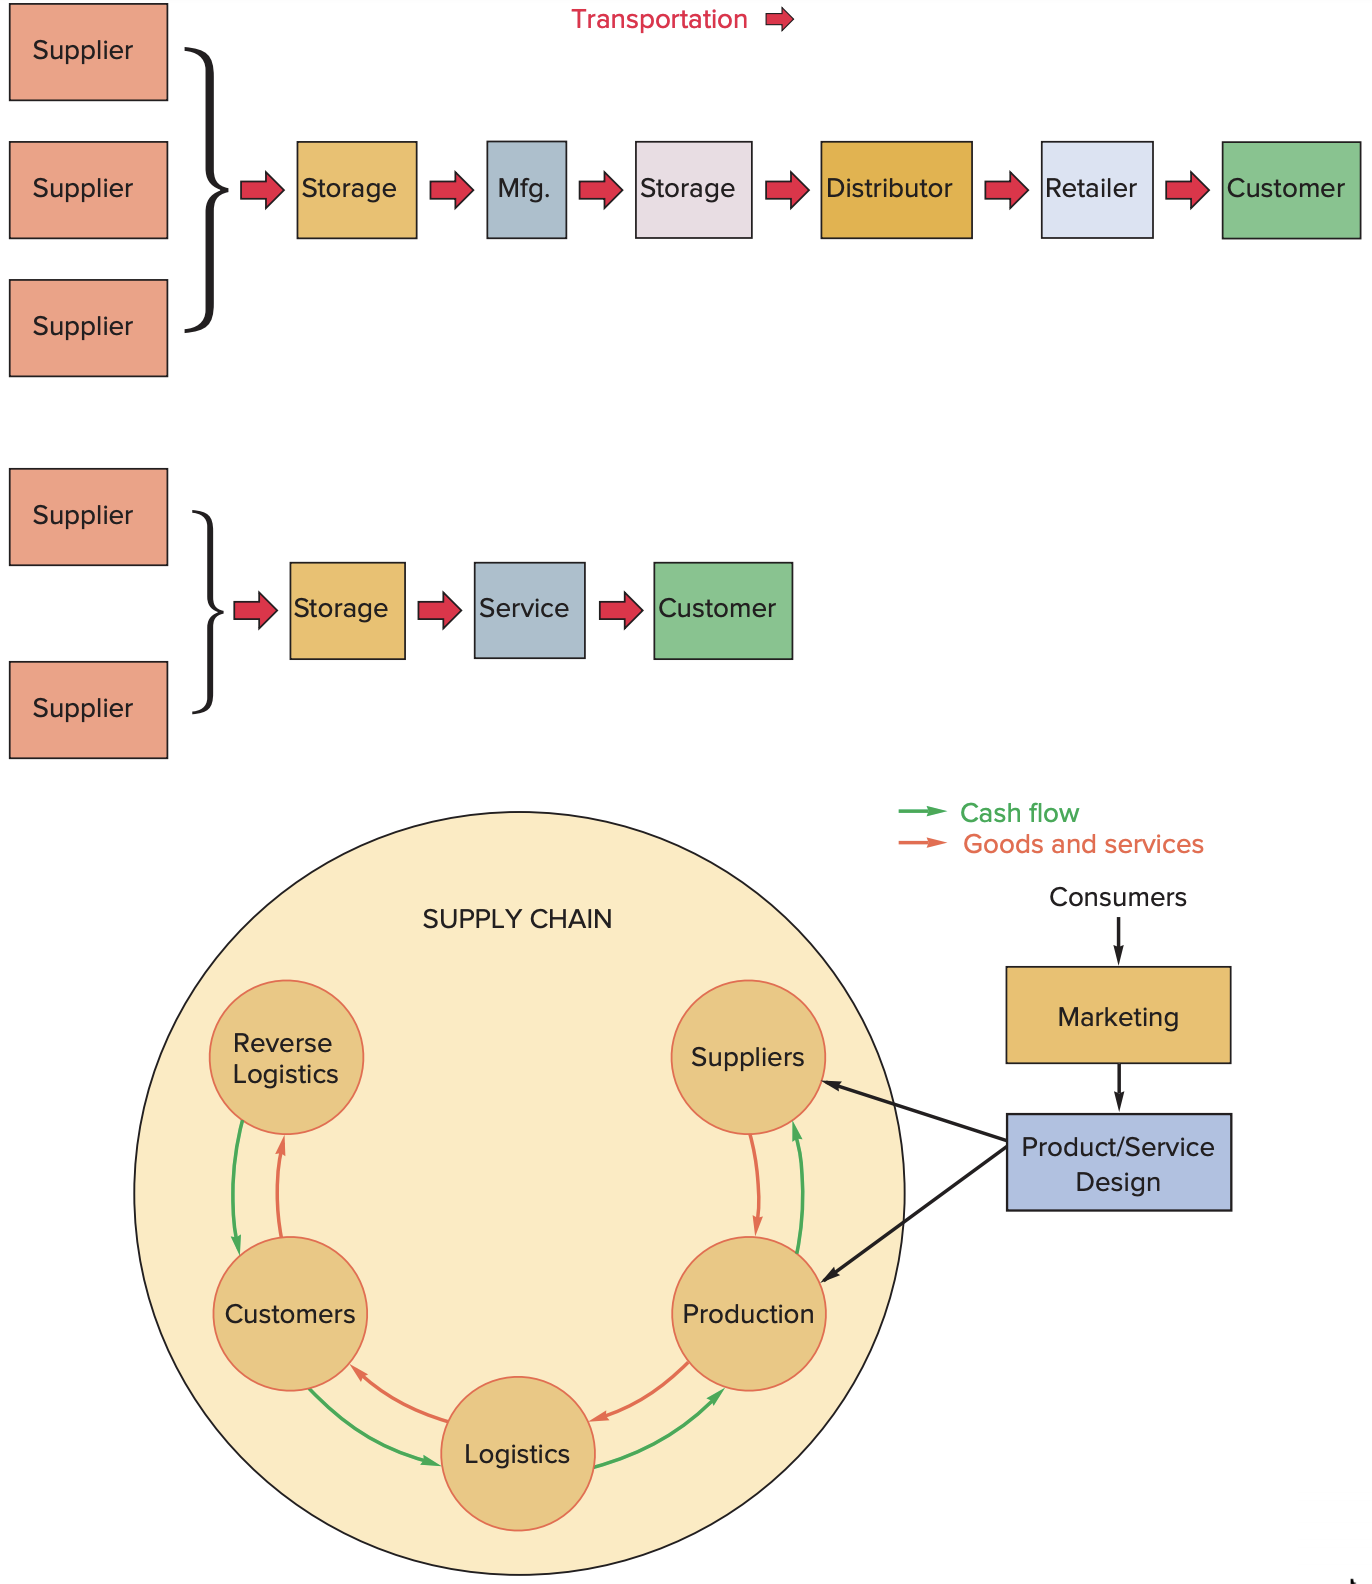 Transportation
Supplier
Supplier
Supplier
Storage
Mfg.
Storage
Distributor
Retailer
Customer
Supplier
Supplier
Storage
Service
Customer
Cash flow
Goods and services
Consumers
Marketing
Product/Service
Design
SUPPLY CHAIN
Reverse
Logistics
Suppliers
Customers
Production
Logistics